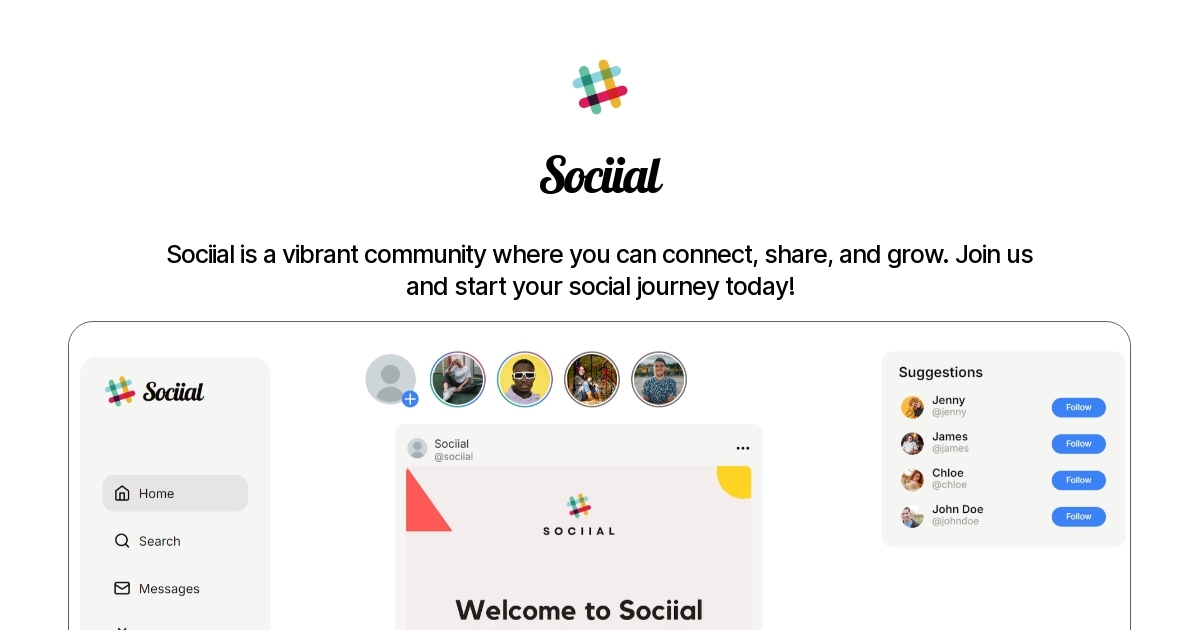 Sociial
Sociial is a vibrant community where you can connect, share, and grow. Join us
and start your social journey today!
Sociial
Home
Search
Messages
Sociial
@sociial
SOCIIAL
Welcome to Sociial
Suggestions
Jenny
@jenny
Follow
James
@james
Follow
Chloe
@chloe
Follow
John Doe
@johndoe
Follow